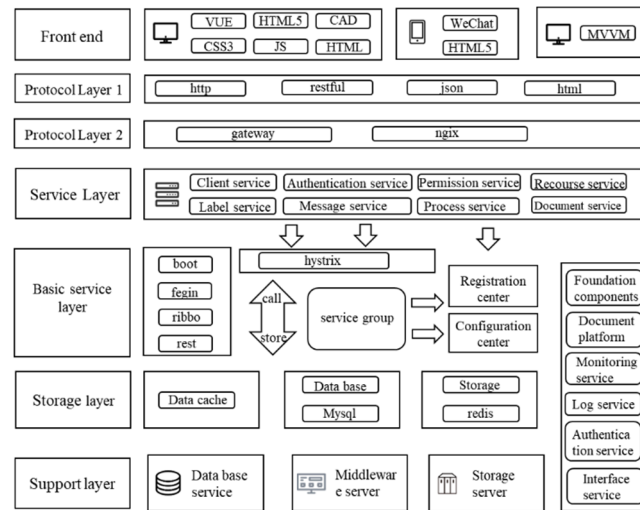 Front end
VUE
HTML5
CAD
CSS3
JS
HTML
WeChat
HTML5
MVVM
Protocol Layer 1
http
restful
json
html
Protocol Layer 2
gateway
ngix
Service Layer
Client service
Authentication service
Permission service
Recourse service
Label service
Message service
Process service
Document service
Basic service
layer
boot
fegin
ribbo
rest
hystrix
call
store
service group
Registration
center
Configuration
center
Foundation
components
Document
platform
Monitoring
service
Log service
Authentica
tion service
Interface
service
Storage layer
Data cache
Data base
Mysql
Storage
redis
Support layer
Data base
service
Middlewar
e server
Storage
server